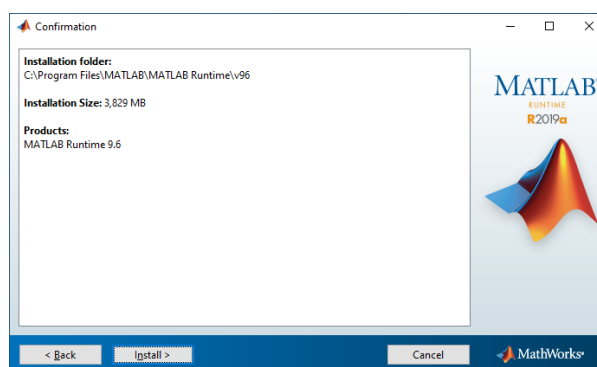 Confirmation
Installation folder:
C:\Program Files\MATLAB\MATLAB Runtime\v96
Installation Size: 3,829 MB
Products:
MATLAB Runtime 9.6
MATLAB
RUNTIME
R2019a
< Back
Install >
Cancel
MathWorks